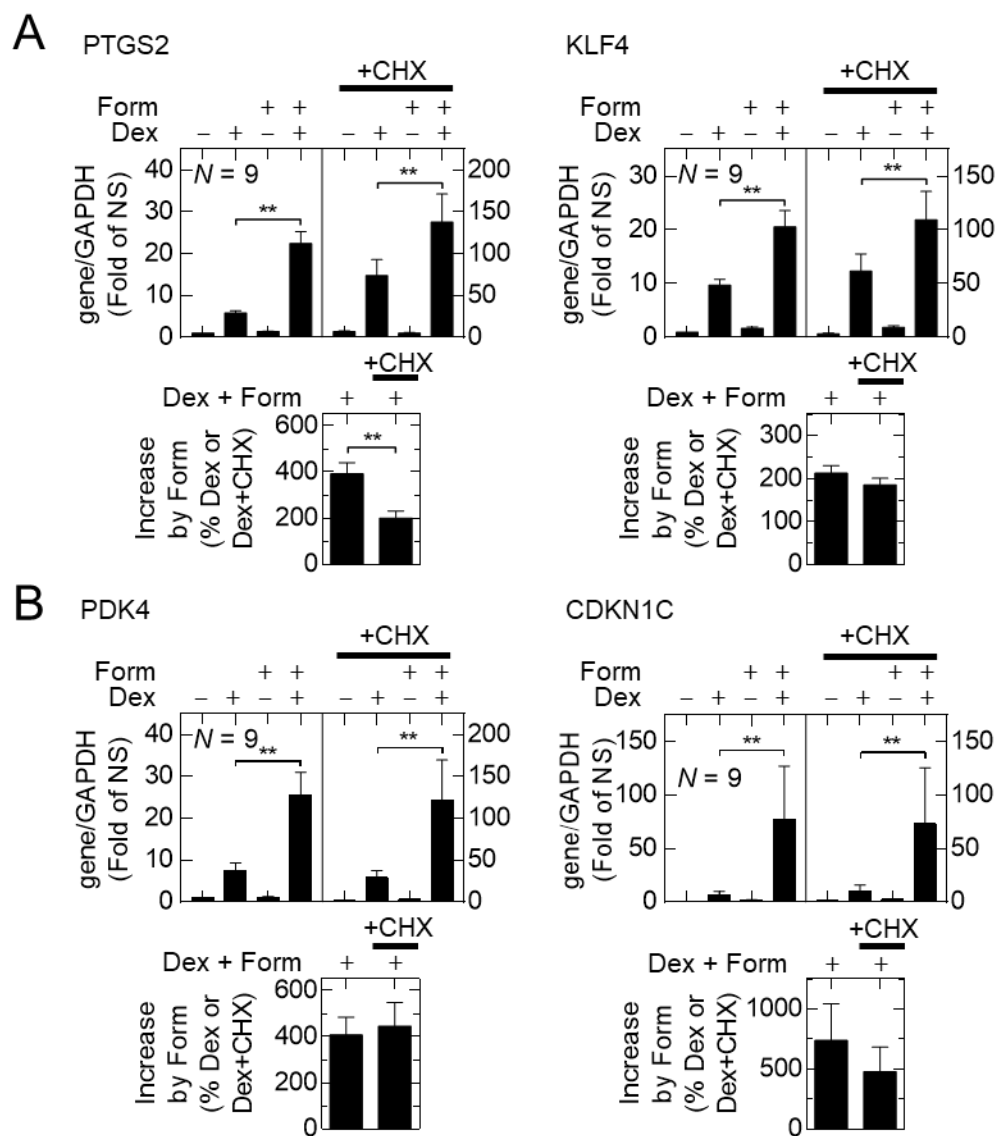 A
PTGS2
KLF4
+CHX
+CHX
Form + + + +
Dex – + + – +
Form + + + +
Dex – + + – +
gene/GAPDH
(Fold of NS)
40
30
20
10
0
N = 9
**
**
200
150
100
50
0
gene/GAPDH
(Fold of NS)
30
20
10
0
N = 9
**
**
150
100
50
0
+CHX
Dex + Form + +
Increase
by Form
(% Dex or
Dex+CHX)
600
400
200
0
**
+CHX
Dex + Form + +
Increase
by Form
(% Dex or
Dex+CHX)
300
200
100
0
B
PDK4
CDKN1C
+CHX
+CHX
Form + + + +
Dex – + + – +
Form + + + +
Dex – + + – +
gene/GAPDH
(Fold of NS)
40
30
20
10
0
N = 9
**
**
200
150
100
50
0
gene/GAPDH
(Fold of NS)
150
100
50
0
N = 9
**
**
150
100
50
0
+CHX
Dex + Form + +
Increase
by Form
(% Dex or
Dex+CHX)
600
400
200
0
+CHX
Dex + Form + +
Increase
by Form
(% Dex or
Dex+CHX)
1000
500
0